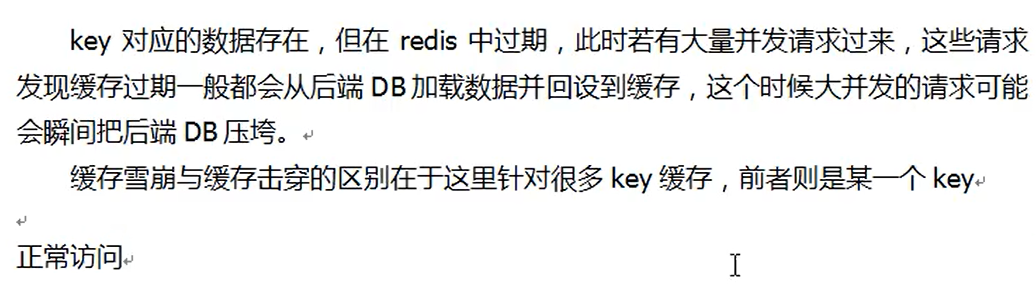 key 对应的数据存在，但在 redis 中过期，此时若有大量并发请求过来，这些请求
发现缓存过期一般都会从后端 DB 加载数据并回设到缓存，这个时候大并发的请求可能
会瞬间把后端 DB 压垮。
缓存雪崩与缓存击穿的区别在于这里针对很多 key 缓存，前者则是某一个 key
正常访问